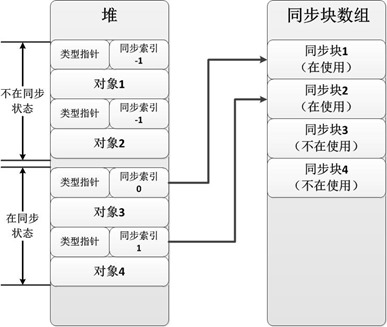 堆
同步块数组
不在同步
状态
类型指针
同步索引
-1
对象1
类型指针
同步索引
-1
对象2
在同步
状态
类型指针
同步索引
0
对象3
类型指针
同步索引
1
对象4
同步块1
（在使用）
同步块2
（在使用）
同步块3
（不在使用）
同步块4
（不在使用）